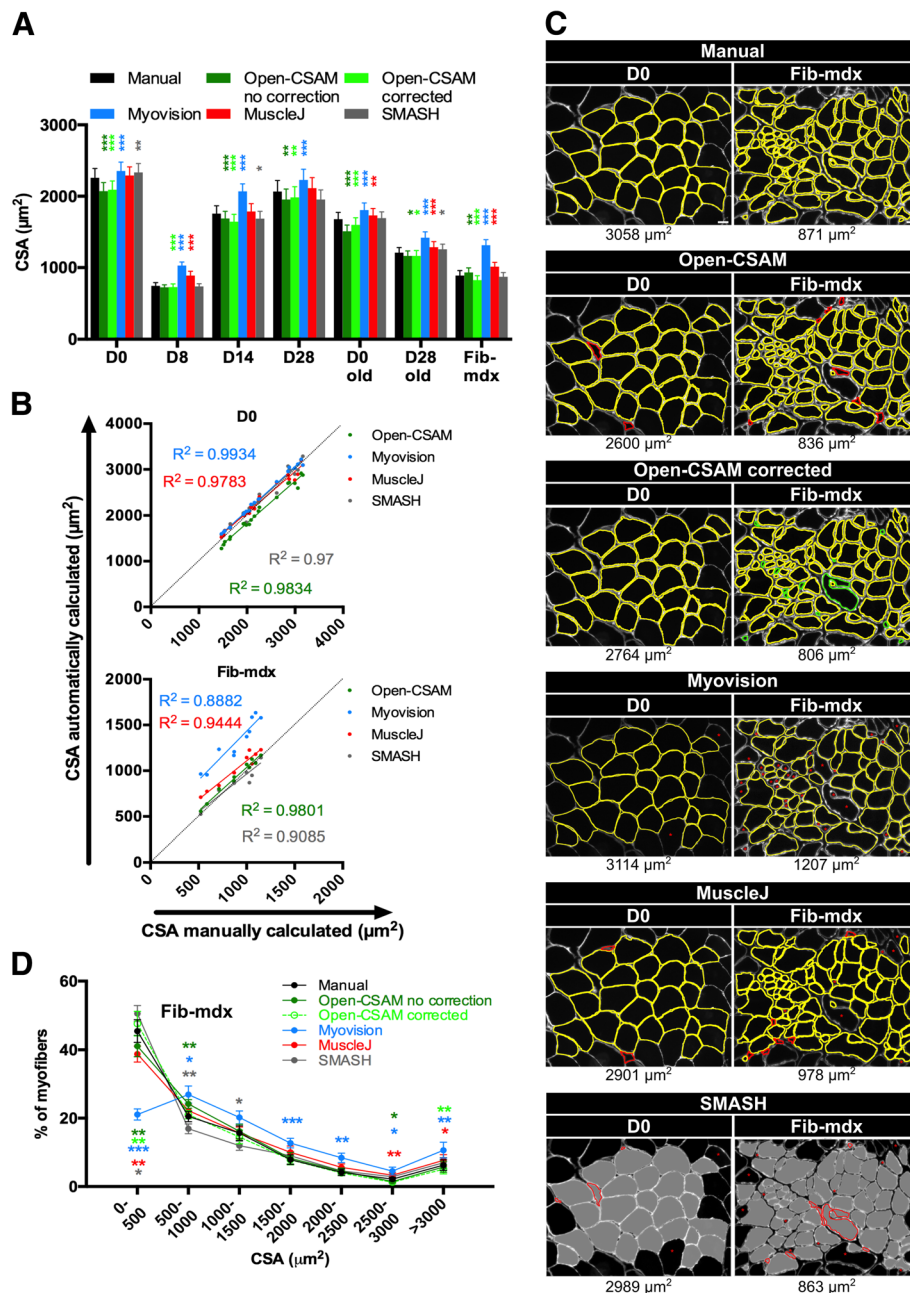 A
Manual
Open-CSAM no correction
Open-CSAM corrected
Myovision
MuscleJ
SMASH
CSA (µm²)
3000
2000
1000
0
*** *** *** **
*** *** ***
*** *** *** *
** ** ***
*** *** *** **
* * *** *** *
** *** *** ***
D0
D8
D14
D28
D0 old
D28 old
Fib-mdx
B
CSA automatically calculated (µm²)
D0
4000
3000
2000
1000
0
R² = 0.9934
R² = 0.9783
R² = 0.97
R² = 0.9834
Open-CSAM
Myovision
MuscleJ
SMASH
0 1000 2000 3000 4000
Fib-mdx
2000
1500
1000
500
0
R² = 0.8882
R² = 0.9444
R² = 0.9801
R² = 0.9085
Open-CSAM
Myovision
MuscleJ
SMASH
0 500 1000 1500 2000
CSA manually calculated (µm²)
D
% of myofibers
60
40
20
0
Fib-mdx
Manual
Open-CSAM no correction
Open-CSAM corrected
Myovision
MuscleJ
SMASH
** ** *** ** *
** * **
*
***
**
* * **
** ** *
0-500
500-1000
1000-1500
1500-2000
2000-2500
2500-3000
>3000
CSA (µm²)
C
Manual
D0 Fib-mdx
3058 µm² 871 µm²
Open-CSAM
D0 Fib-mdx
2600 µm² 836 µm²
Open-CSAM corrected
D0 Fib-mdx
2764 µm² 806 µm²
Myovision
D0 Fib-mdx
3114 µm² 1207 µm²
MuscleJ
D0 Fib-mdx
2901 µm² 978 µm²
SMASH
D0 Fib-mdx
2989 µm² 863 µm²